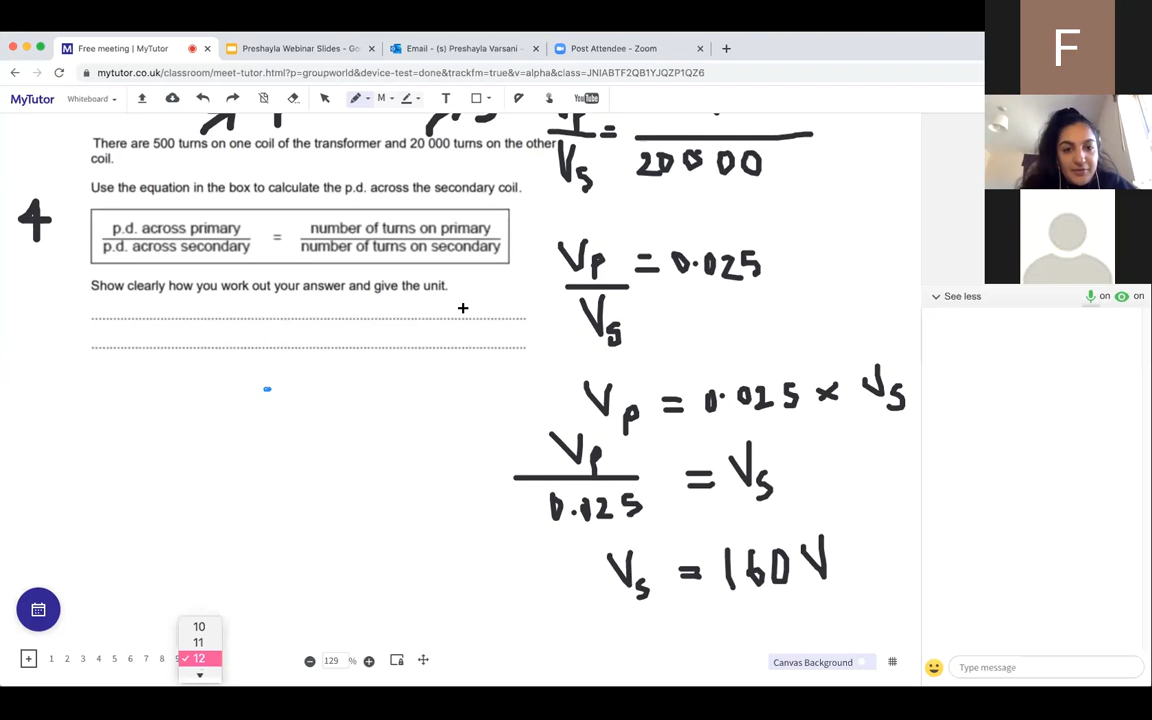 Free meeting | MyTutor
Preshayla Webinar Slides - Go
Email - (s) Preshayla Varsani -
Post Attendee - Zoom
mytutor.co.uk/classroom/meet-tutor.html?p=groupworld&device-test=done&trackfm=true&v=alpha&class=JNIABTF2QB1YJQZP1QZ6
MyTutor
Whiteboard
M
T
YouTube
F
There are 500 turns on one coil of the transformer and 20 000 turns on the other
coil.
Use the equation in the box to calculate the p.d. across the secondary coil.
4
p.d. across primary
p.d. across secondary
=
number of turns on primary
number of turns on secondary
Show clearly how you work out your answer and give the unit.
Vs =
20000
Vp = 0.025
Vs
Vp = 0.025 × Vs
Vp
0.025
= Vs
Vs = 160V
See less
on
on
10
11
12
+ 1 2 3 4 5 6 7 8
129 %
Canvas Background
Type message